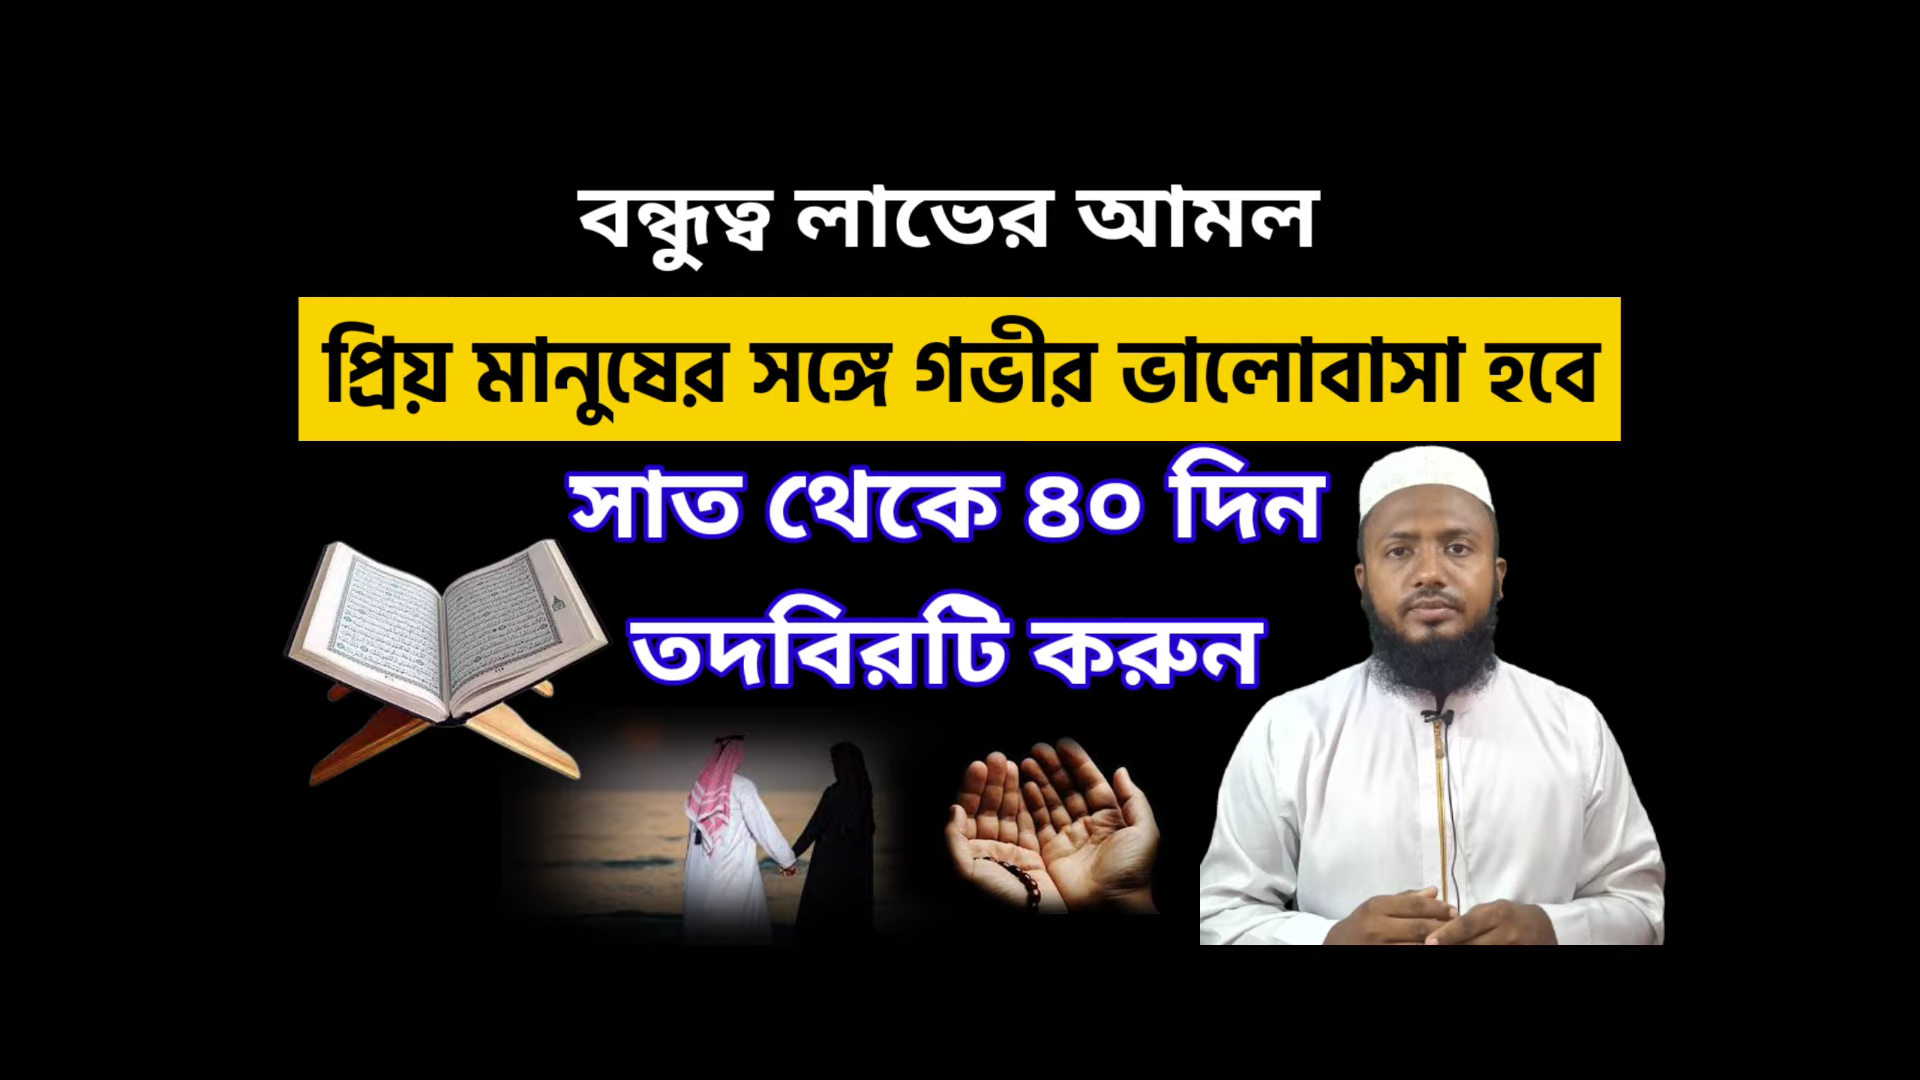 বন্ধুত্ব লাভের আমল
প্রিয় মানুষের সঙ্গে গভীর ভালোবাসা হবে
সাত থেকে ৪০ দিন
তদবিরটি করুন